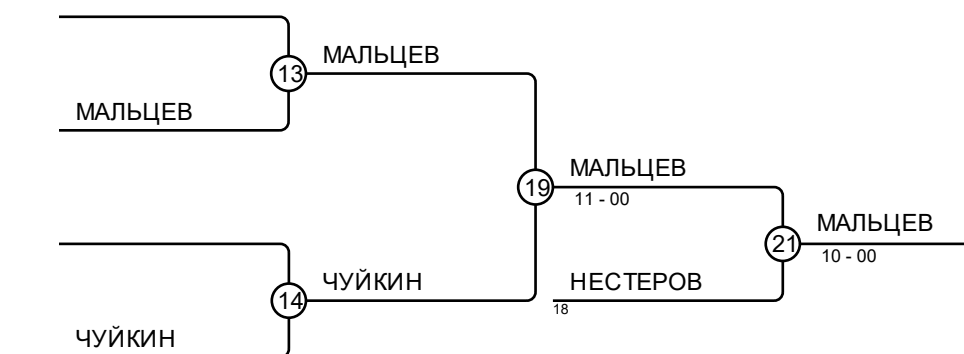 МАЛЬЦЕВ
13
МАЛЬЦЕВ
МАЛЬЦЕВ
19
11 - 00
МАЛЬЦЕВ
21
10 - 00
ЧУЙКИН
НЕСТЕРОВ
14
18
ЧУЙКИН